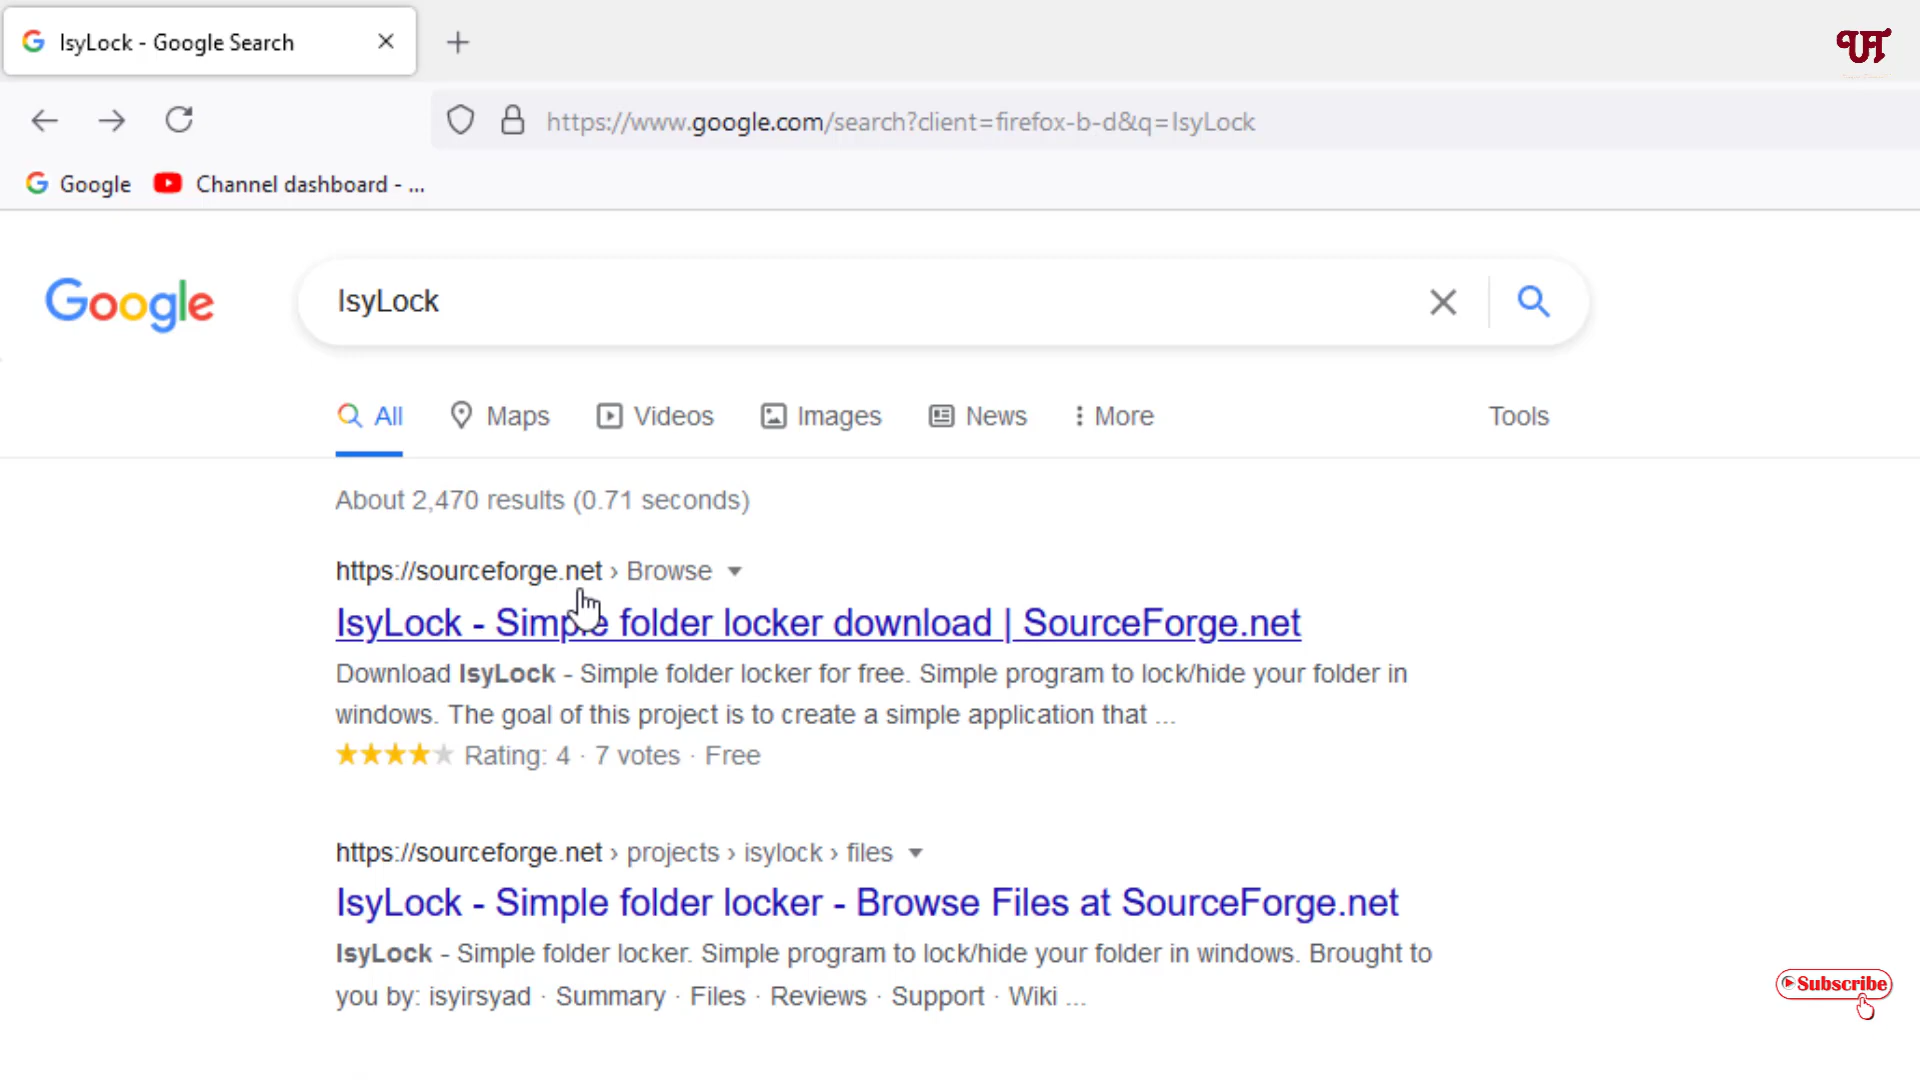 IsyLock - Google Search
UT
https://www.google.com/search?client=firefox-b-d&q=IsyLock
Google Channel dashboard - ...
Google IsyLock
All Maps Videos Images News More Tools
About 2,470 results (0.71 seconds)
https://sourceforge.net › Browse
IsyLock - Simple folder locker download | SourceForge.net
Download IsyLock - Simple folder locker for free. Simple program to lock/hide your folder in
windows. The goal of this project is to create a simple application that ...
Rating: 4 · 7 votes · Free
https://sourceforge.net › projects › isylock › files
IsyLock - Simple folder locker - Browse Files at SourceForge.net
IsyLock - Simple folder locker. Simple program to lock/hide your folder in windows. Brought to
you by: isyirsyad · Summary · Files · Reviews · Support · Wiki ...
Subscribe